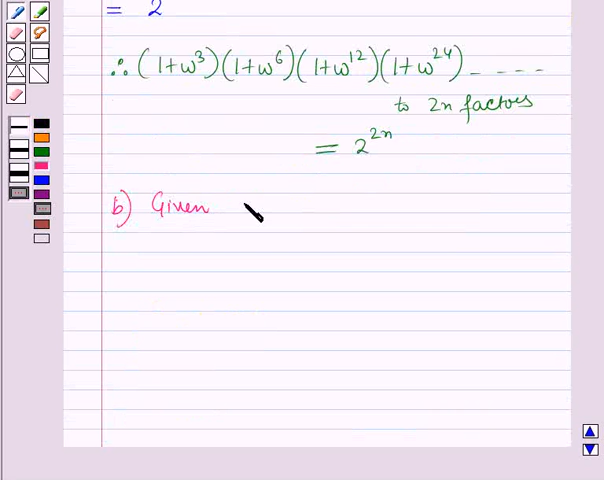 = 2
∴ (1+ω³)(1+ω⁶)(1+ω¹²)(1+ω²⁴) - - - - -
to 2n factors
= 2²ⁿ
b) Given